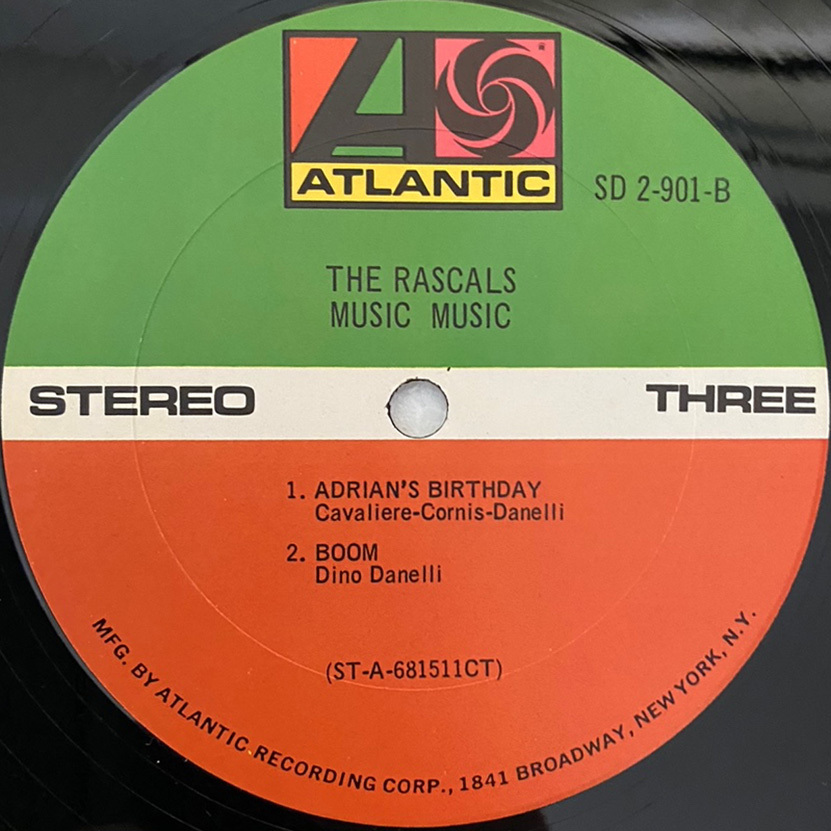 ATLANTIC
SD 2-901-B
THE RASCALS
MUSIC MUSIC
STEREO
THREE
1. ADRIAN'S BIRTHDAY
Cavaliere-Cornis-Danelli
2. BOOM
Dino Danelli
(ST-A-681511CT)
MFG. BY ATLANTIC RECORDING CORP., 1841 BROADWAY, NEW YORK, N.Y.